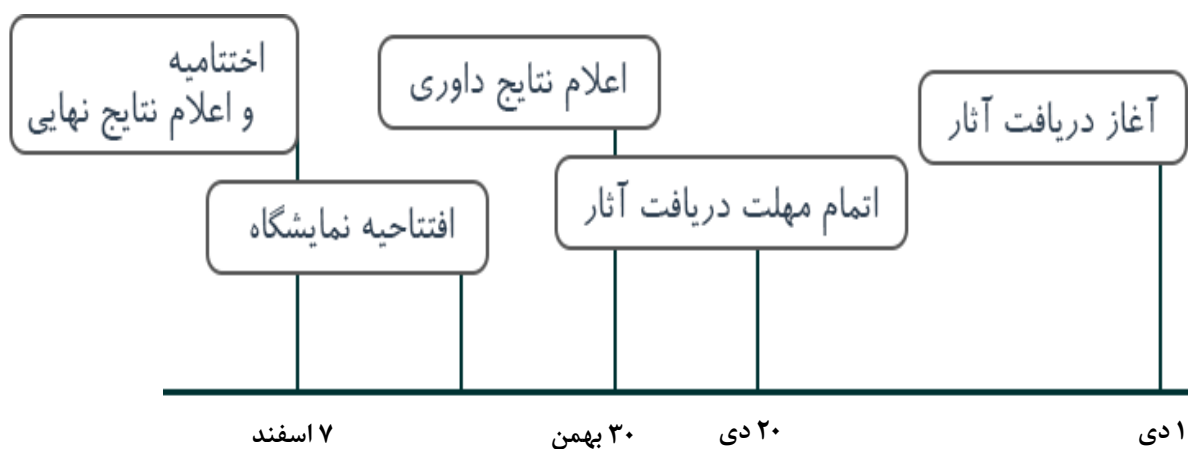 آغاز دریافت آثار
اتمام مهلت دریافت آثار
اعلام نتایج داوری
افتتاحیه نمایشگاه
اختتامیه
و اعلام نتایج نهایی
۱ دی
۲۰ دی
۳۰ بهمن
۷ اسفند